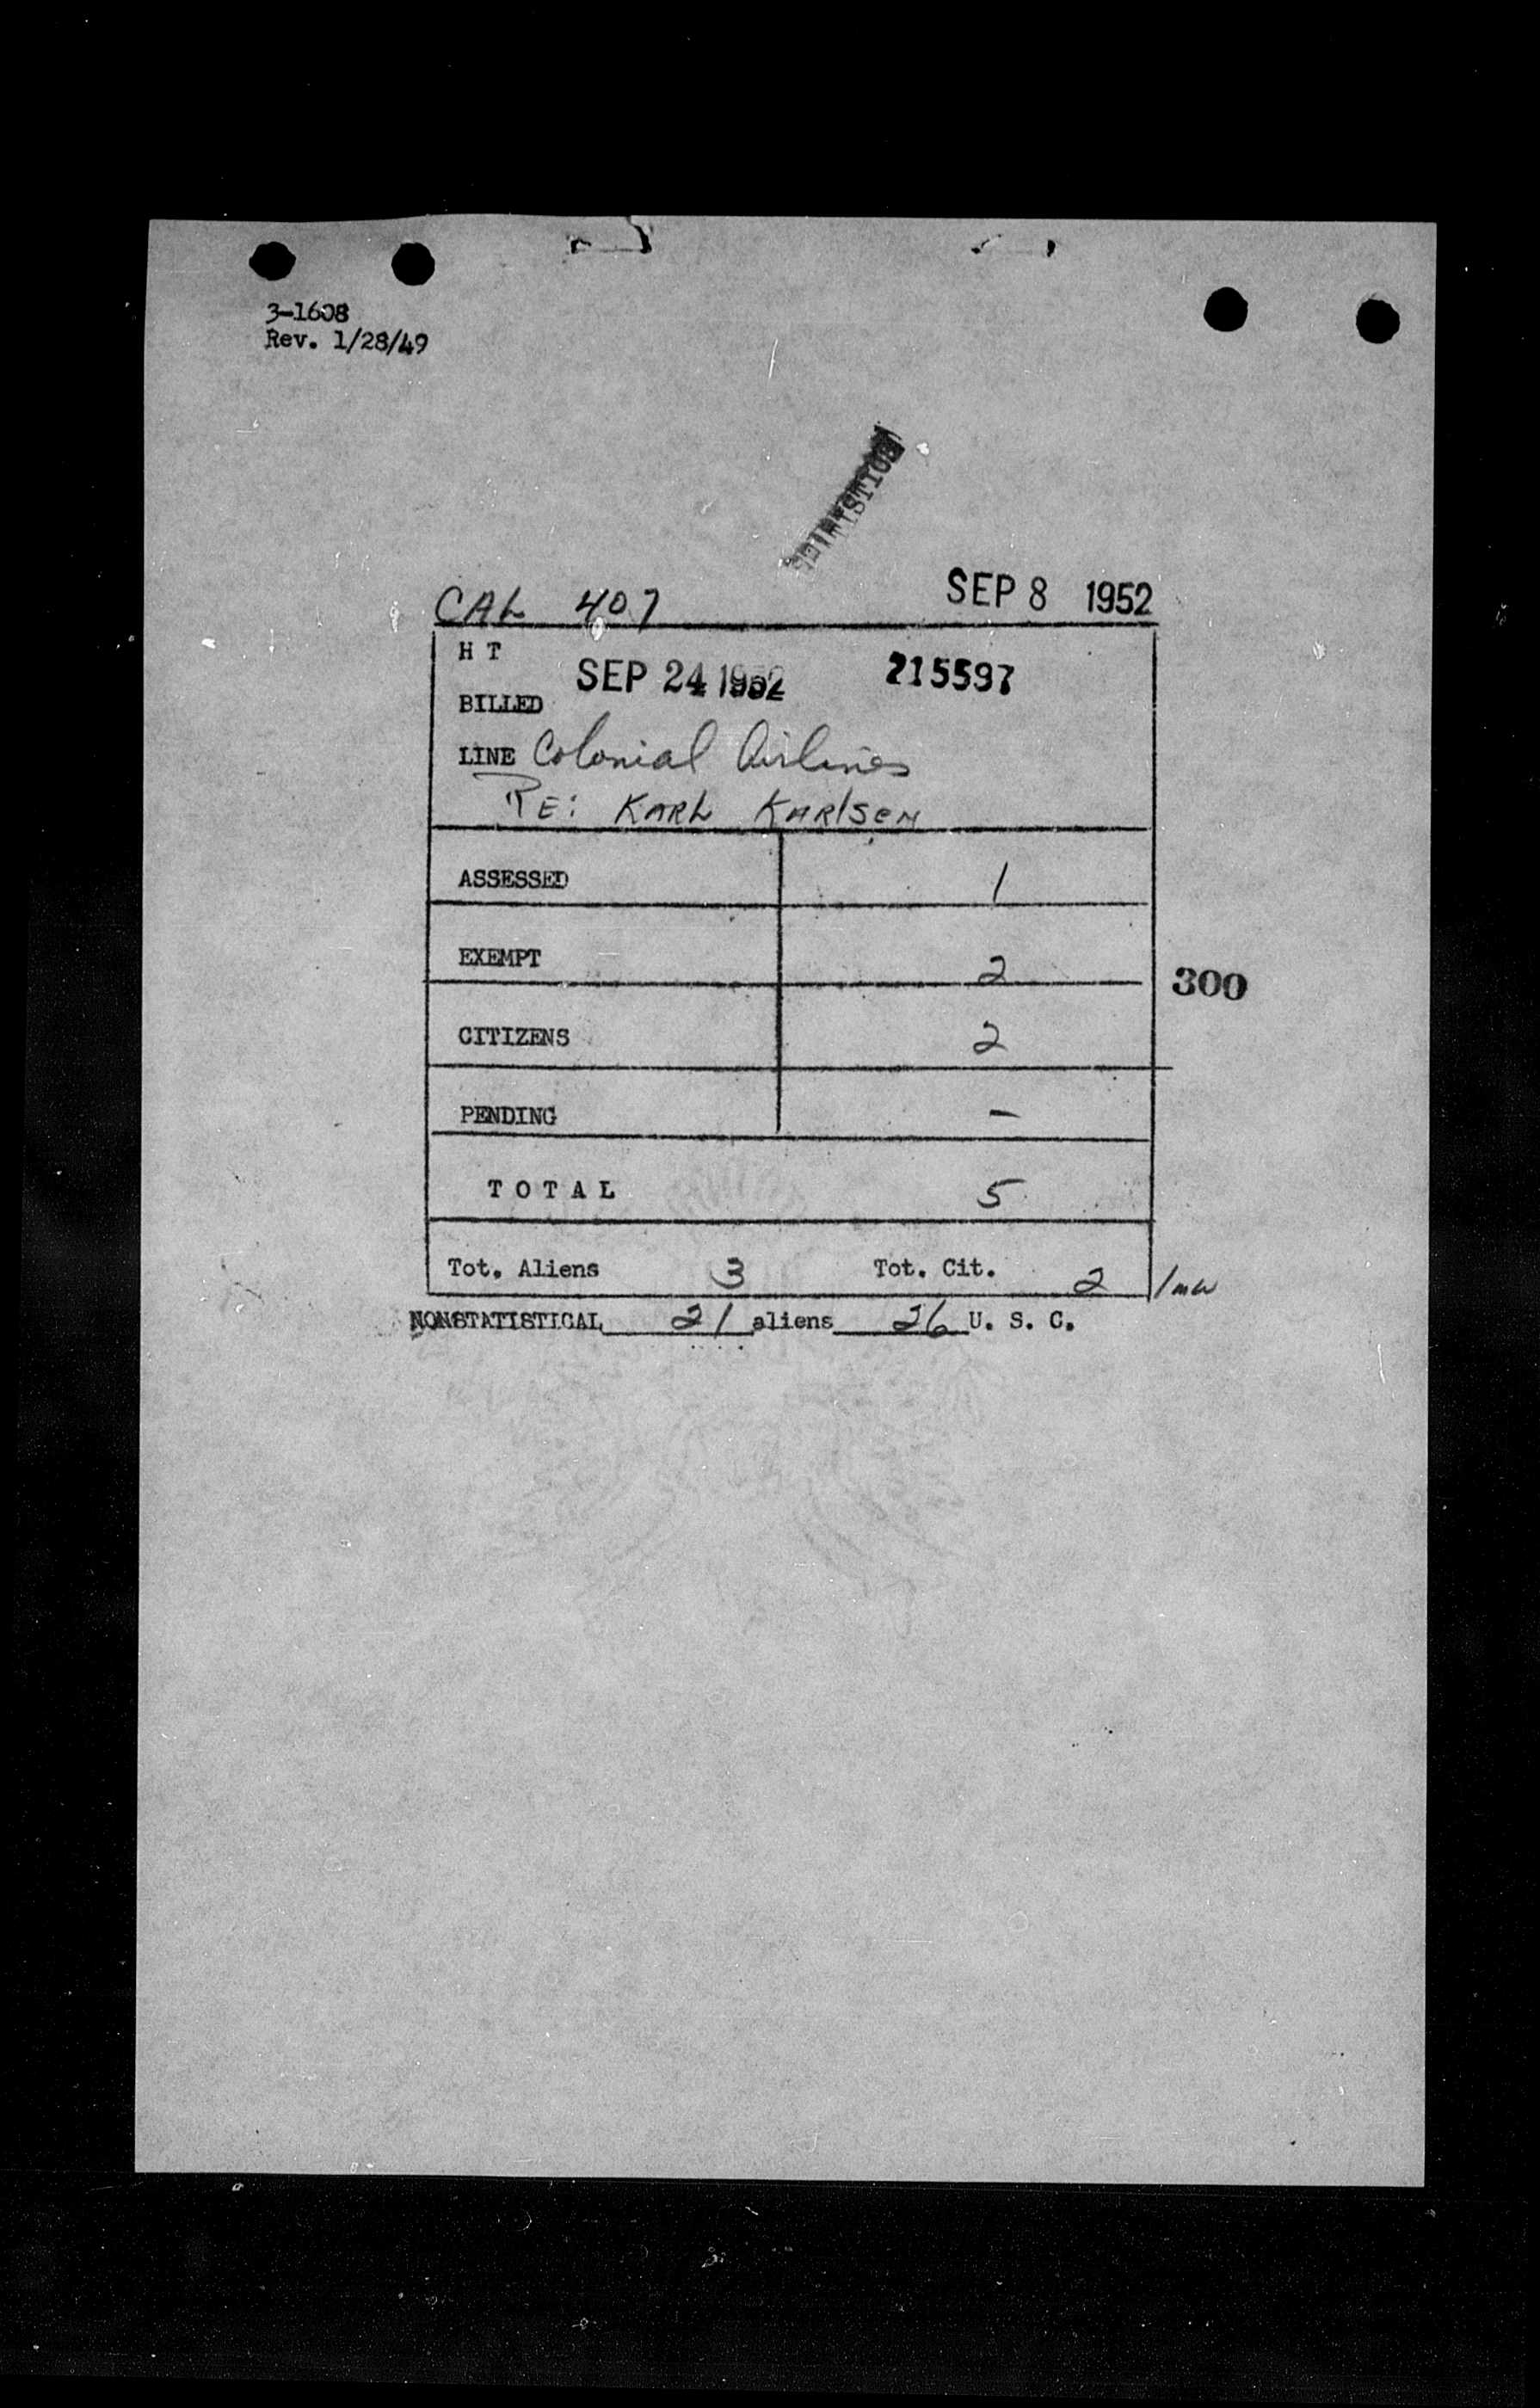 3-1608
Rev. 1/28/49
CAL 407 SEP 8 1952
H T
BILLED SEP 24 1952 215597
LINE Colonial Airlines
RE: KARL KARlSEN
ASSESSED 1
EXEMPT 2
300
CITIZENS 2
PENDING –
T O T A L 5
Tot. Aliens 3 Tot. Cit. 2 /mw
NONSTATISTICAL 21 aliens 26 U. S. C.